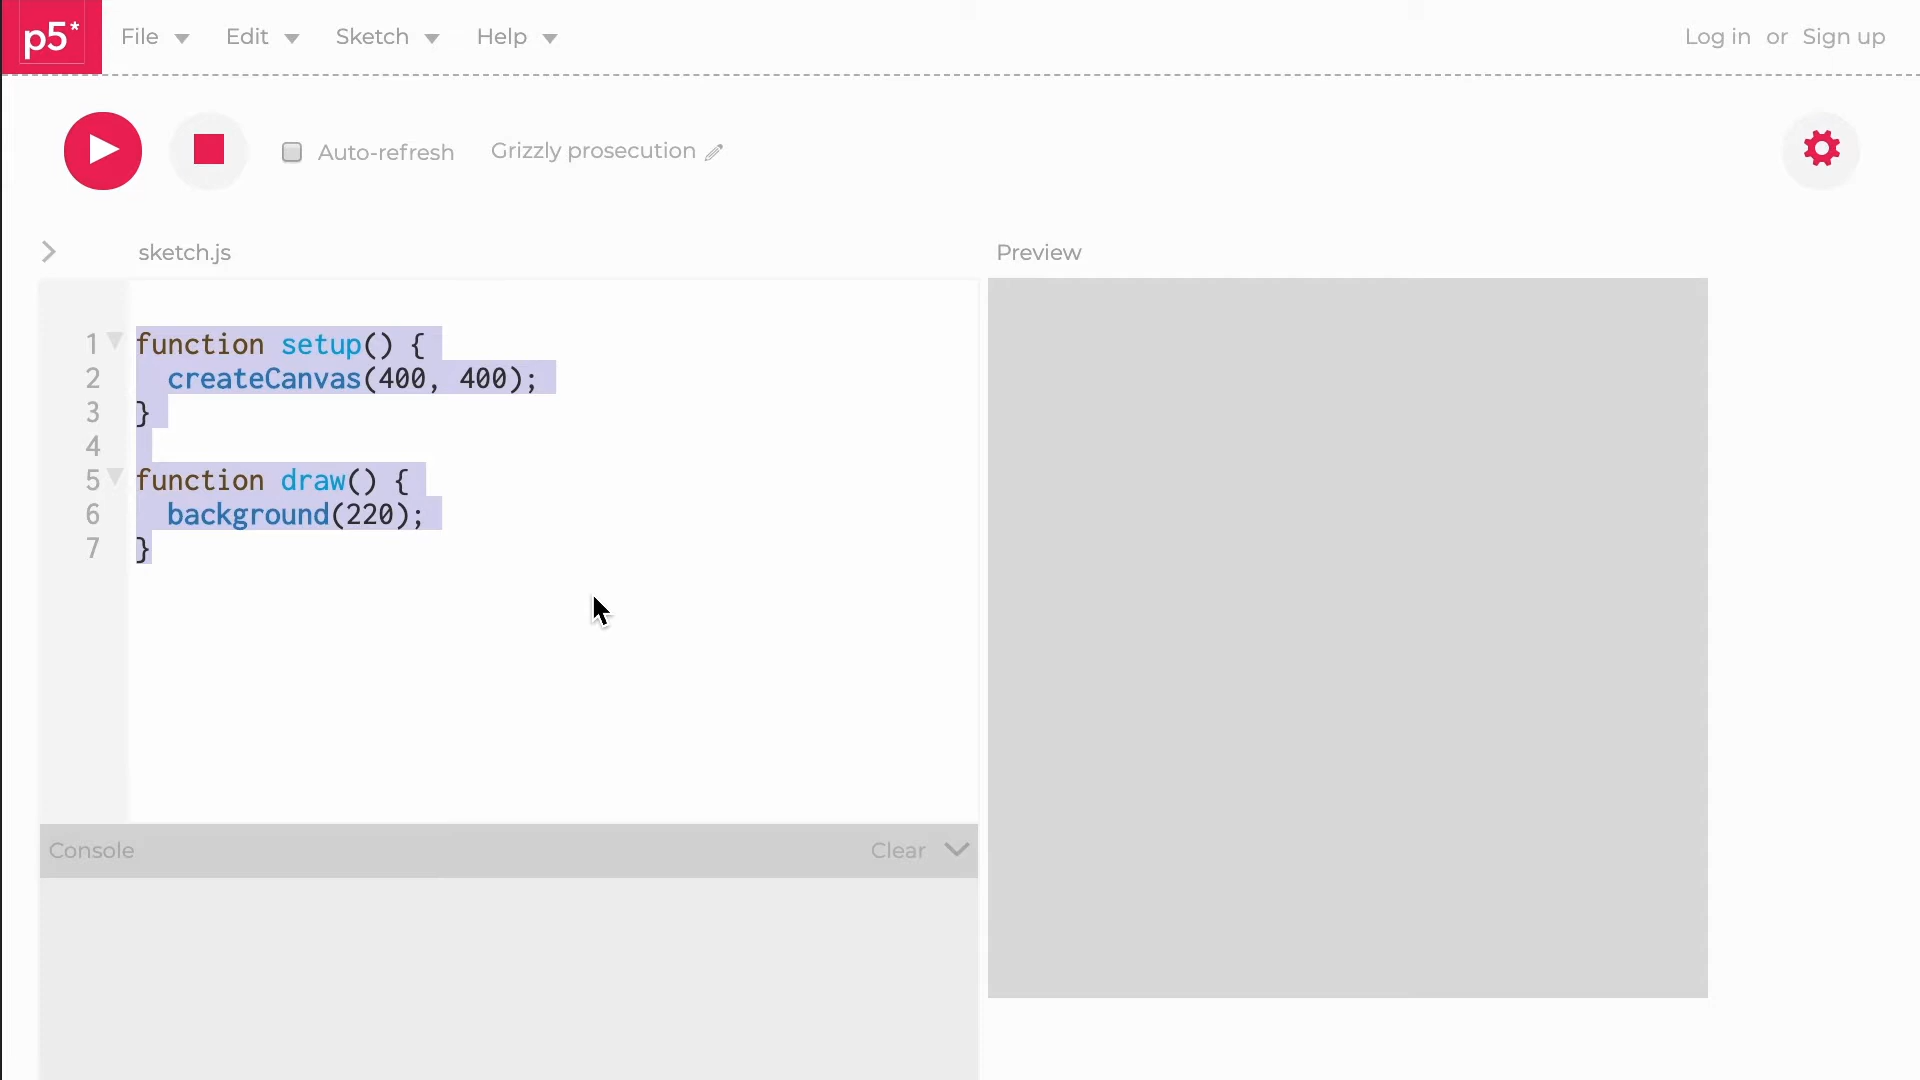 p5* File Edit Sketch Help Log in or Sign up
Auto-refresh Grizzly prosecution
sketch.js Preview
1 function setup() {
2 createCanvas(400, 400);
3 }
4
5 function draw() {
6 background(220);
7 }
Console Clear